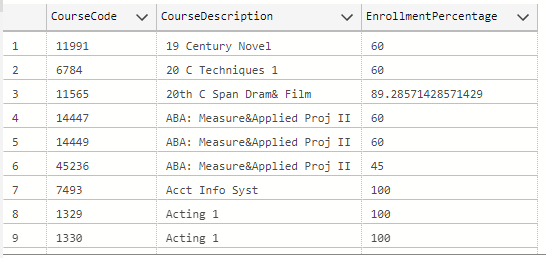 CourseCode CourseDescription EnrollmentPercentage
1 11991 19 Century Novel 60
2 6784 20 C Techniques 1 60
3 11565 20th C Span Dram& Film 89.28571428571429
4 14447 ABA: Measure&Applied Proj II 60
5 14449 ABA: Measure&Applied Proj II 60
6 45236 ABA: Measure&Applied Proj II 45
7 7493 Acct Info Syst 100
8 1329 Acting 1 100
9 1330 Acting 1 100